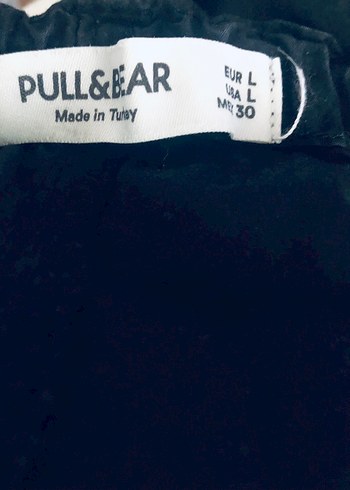 PULL&BEAR
Made in Turkey
EUR L
USA L
MEX 30